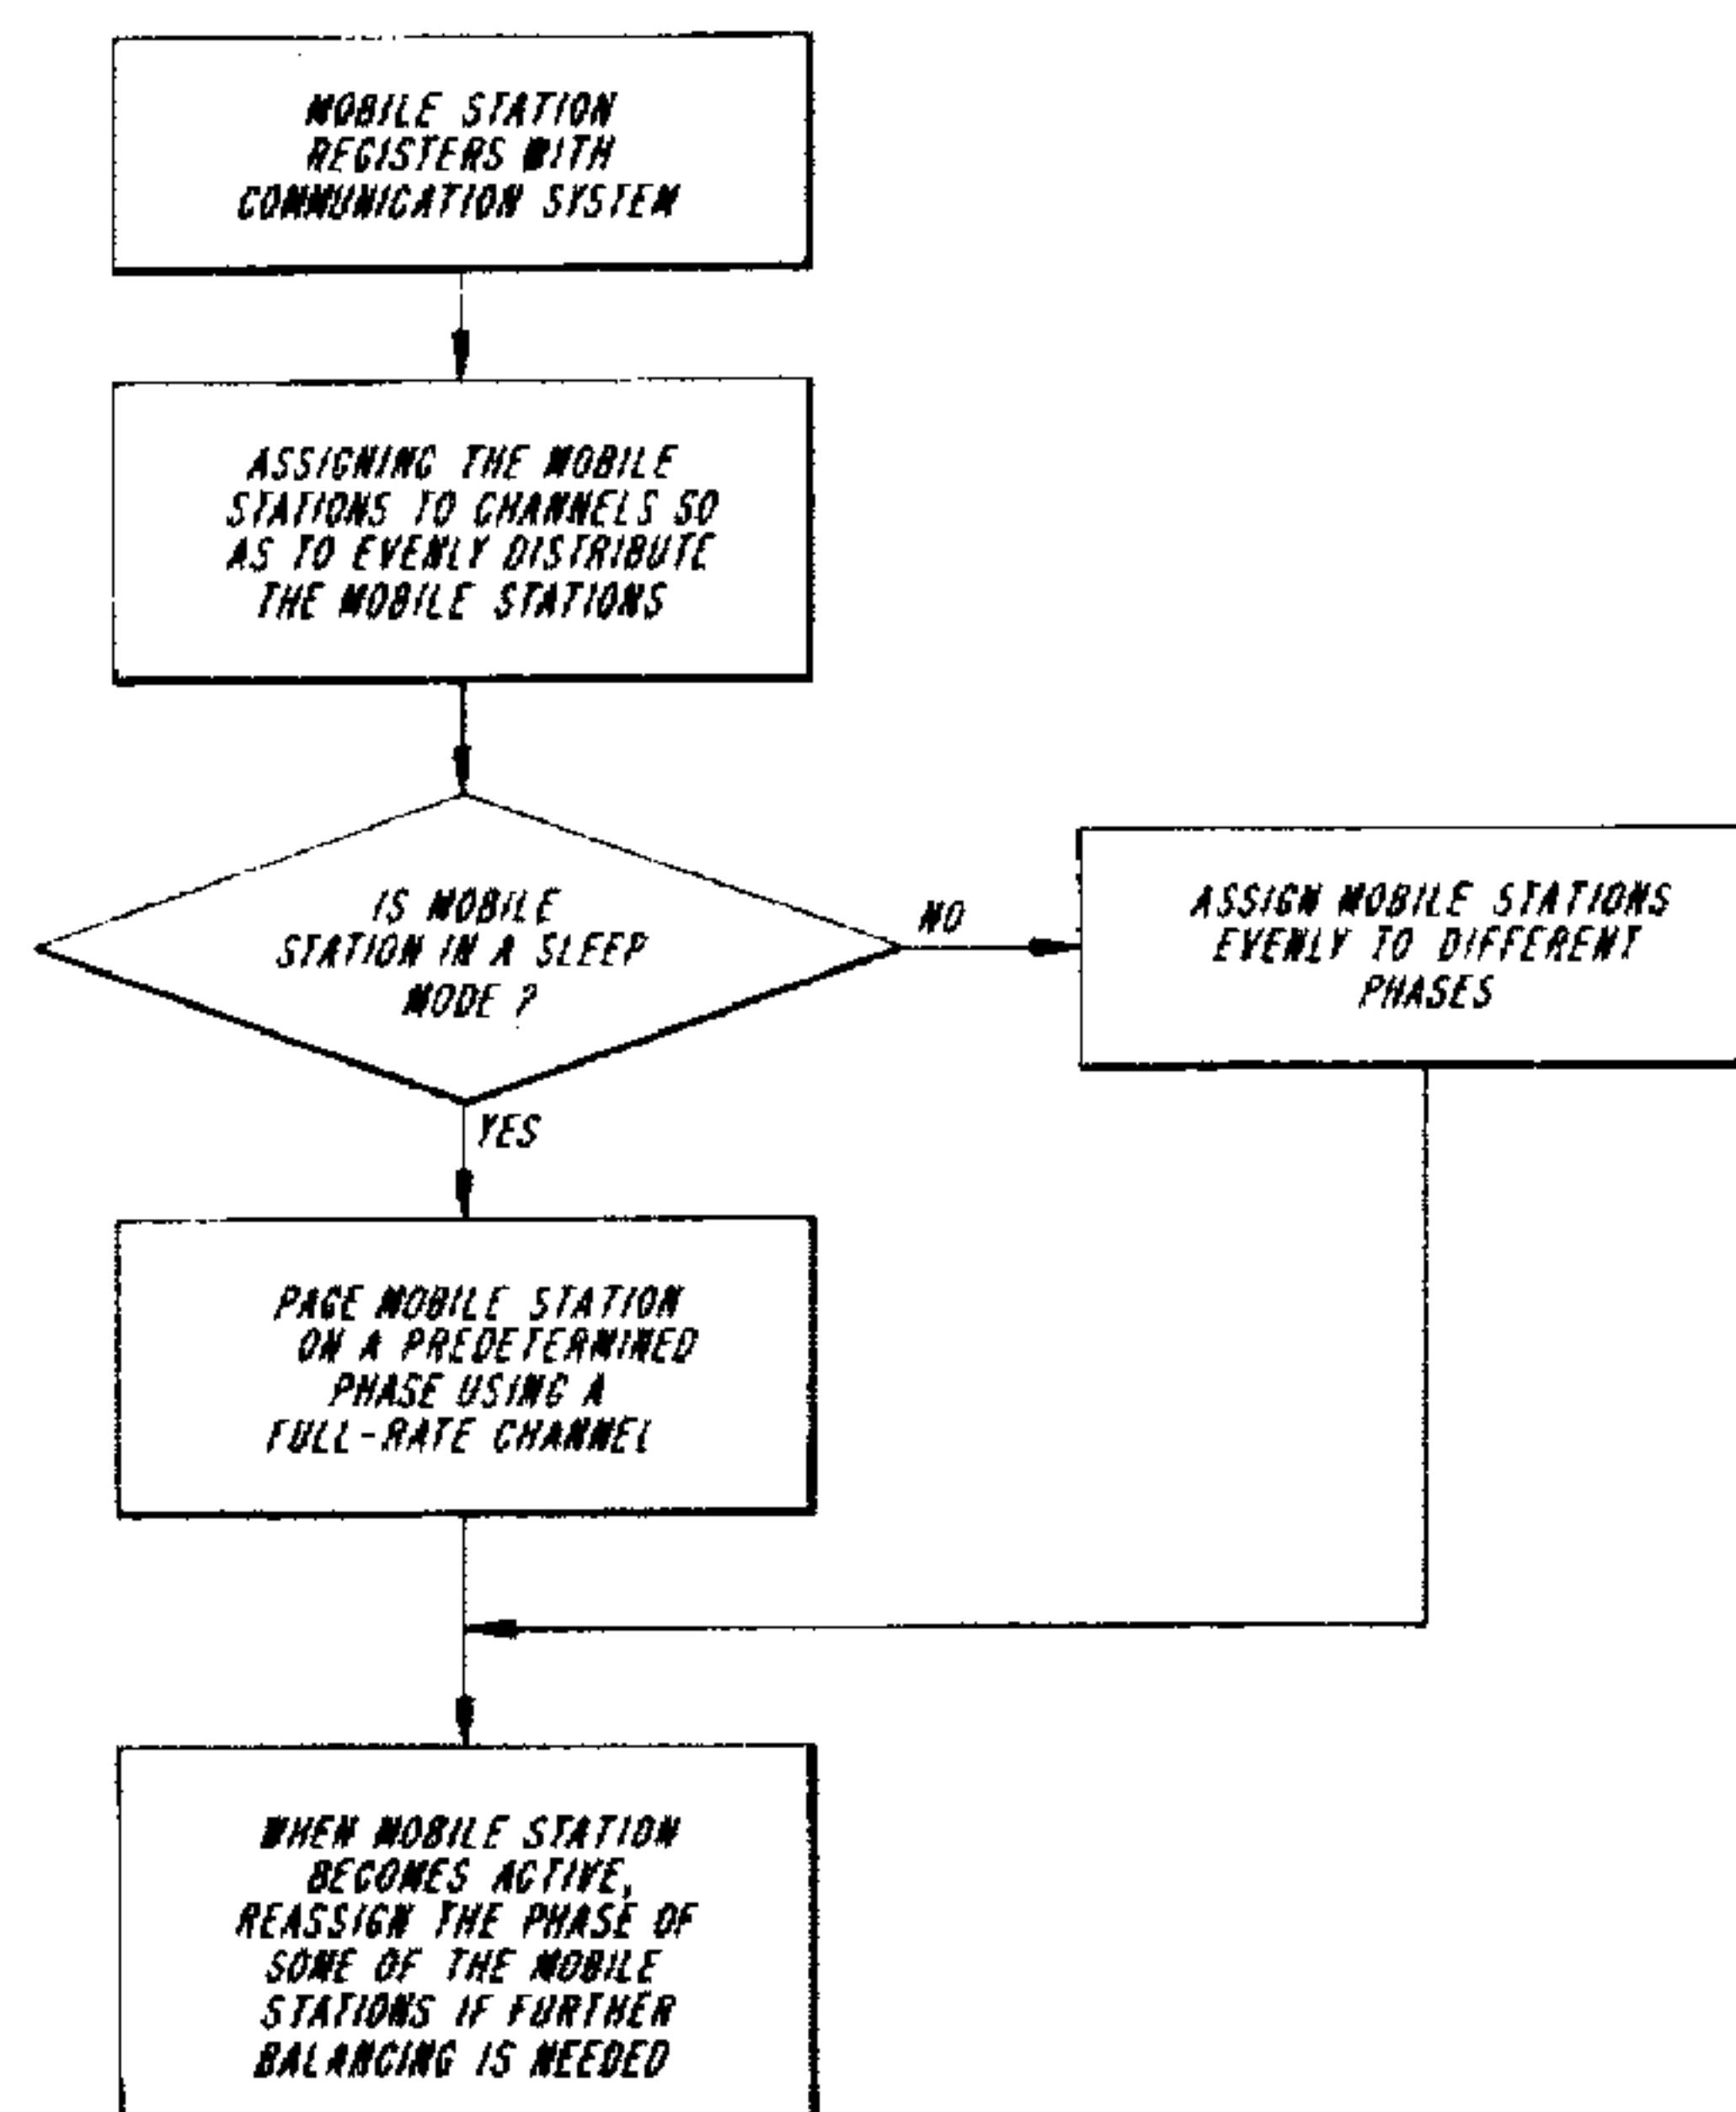 MOBILE STATION
REGISTERS WITH
COMMUNICATION SYSTEM
ASSIGNING THE MOBILE
STATIONS TO CHANNELS SO
AS TO EVENLY DISTRIBUTE
THE MOBILE STATIONS
IS MOBILE
STATION IN A SLEEP
MODE ?
NO
ASSIGN MOBILE STATIONS
EVENLY TO DIFFERENT
PHASES
YES
PAGE MOBILE STATION
ON A PREDETERMINED
PHASE USING A
FULL-RATE CHANNEL
WHEN MOBILE STATION
BECOMES ACTIVE,
REASSIGN THE PHASE OF
SOME OF THE MOBILE
STATIONS IF FURTHER
BALANCING IS NEEDED